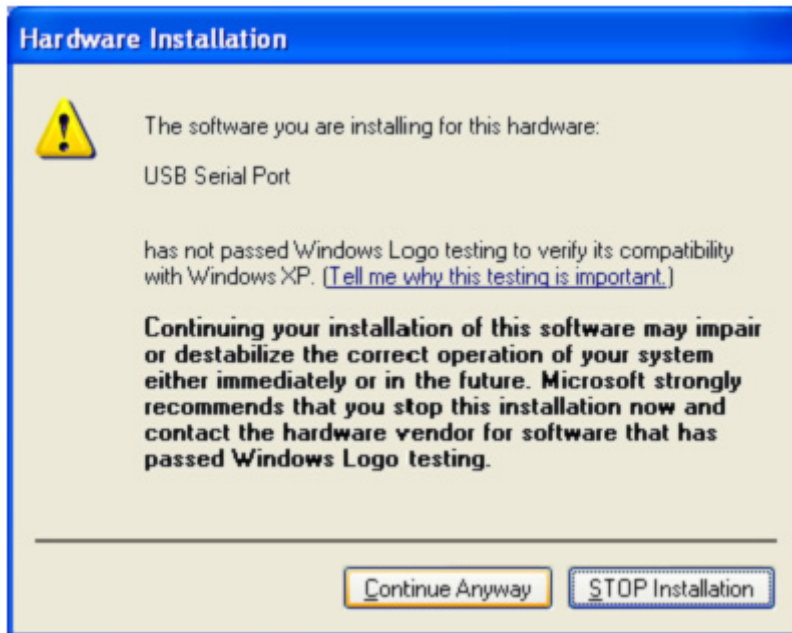 Hardware Installation
The software you are installing for this hardware:
USB Serial Port
has not passed Windows Logo testing to verify its compatibility
with Windows XP. (Tell me why this testing is important.)
Continuing your installation of this software may impair
or destabilize the correct operation of your system
either immediately or in the future. Microsoft strongly
recommends that you stop this installation now and
contact the hardware vendor for software that has
passed Windows Logo testing.
Continue Anyway STOP Installation